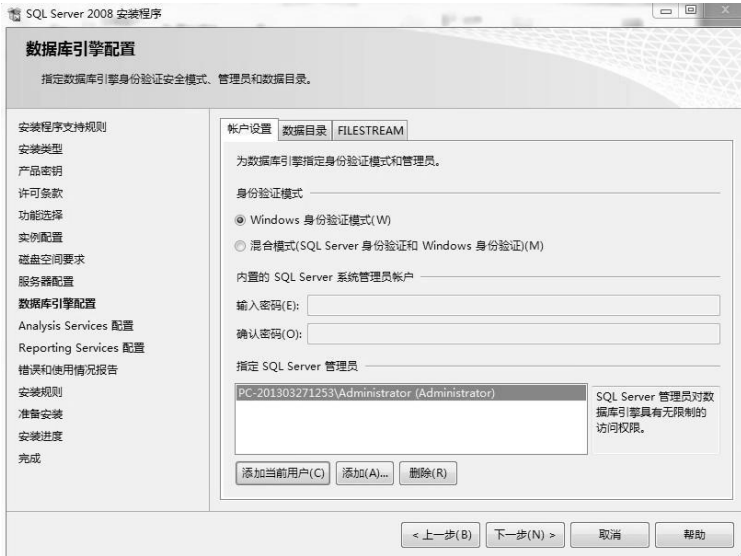 SQL Server 2008 安装程序
数据库引擎配置
指定数据库引擎身份验证安全模式、管理员和数据目录。
安装程序支持规则
安装类型
产品密钥
许可条款
功能选择
实例配置
磁盘空间要求
服务器配置
数据库引擎配置
Analysis Services 配置
Reporting Services 配置
错误和使用情况报告
安装规则
准备安装
安装进度
完成
帐户设置 数据目录 FILESTREAM
为数据库引擎指定身份验证模式和管理员。
身份验证模式
Windows 身份验证模式(W)
混合模式(SQL Server 身份验证和 Windows 身份验证)(M)
内置的 SQL Server 系统管理员帐户
输入密码(E):
确认密码(O):
指定 SQL Server 管理员
PC-201303271253\Administrator (Administrator)
SQL Server 管理员对数
据库引擎具有无限制的
访问权限。
添加当前用户(C) 添加(A)... 删除(R)
< 上一步(B) 下一步(N) > 取消 帮助